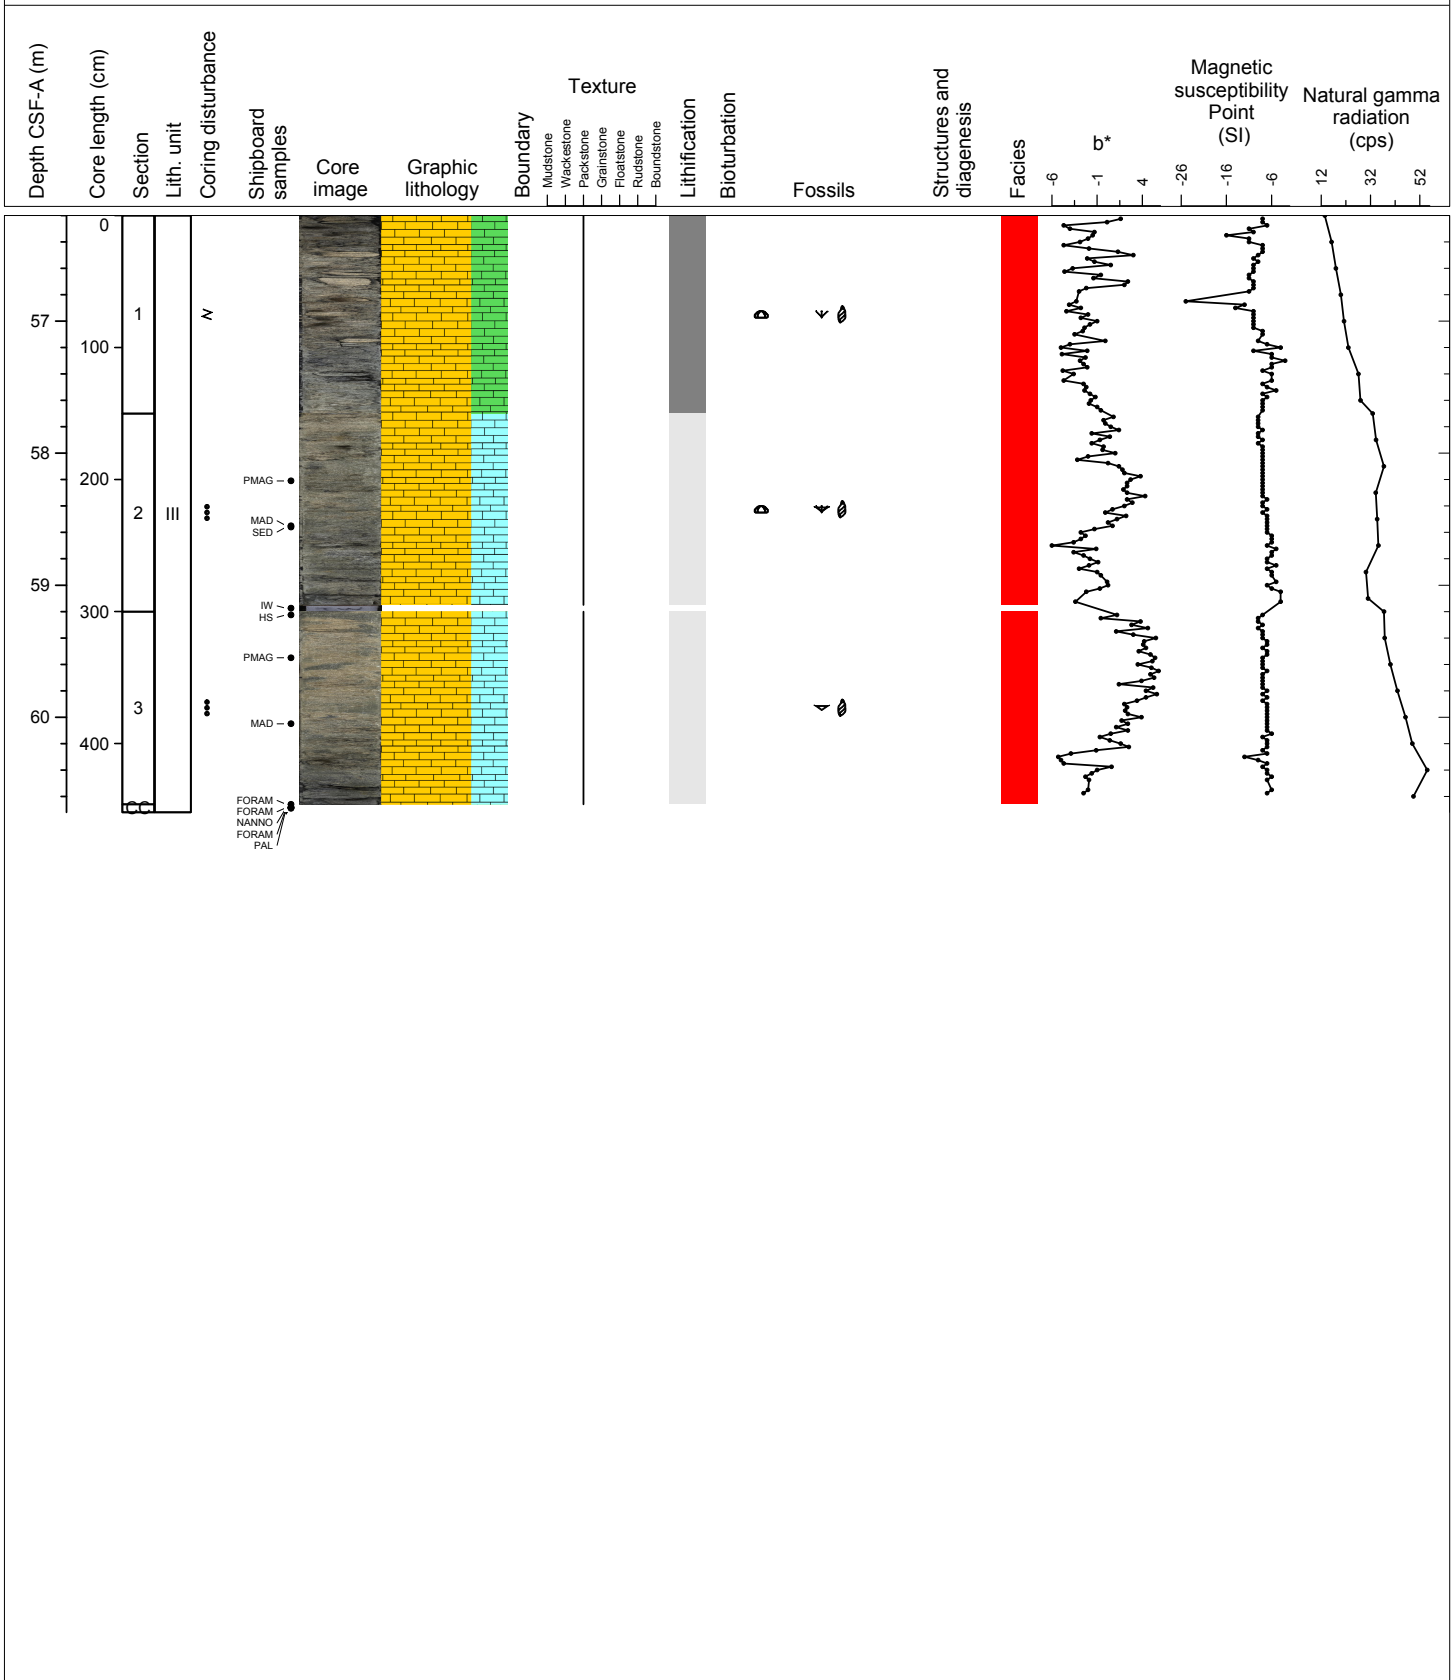 Depth CSF-A (m)
Core length (cm)
Section
Lith. unit
Coring disturbance
Shipboard
samples
Core
image
Graphic
lithology
Boundary
Texture
Mudstone
Wackestone
Packstone
Grainstone
Floatstone
Rudstone
Boundstone
Lithification
Bioturbation
Fossils
Structures and
diagenesis
Facies
b*
-6
-1
4
Magnetic
susceptibility
Point
(SI)
-26
-16
-6
Natural gamma
radiation
(cps)
12
32
52
0
1
57
100
58
200
PMAG
2
III
MAD
SED
59
IW
300
HS
PMAG
3
60
MAD
400
FORAM
CC
FORAM
NANNO
FORAM
PAL